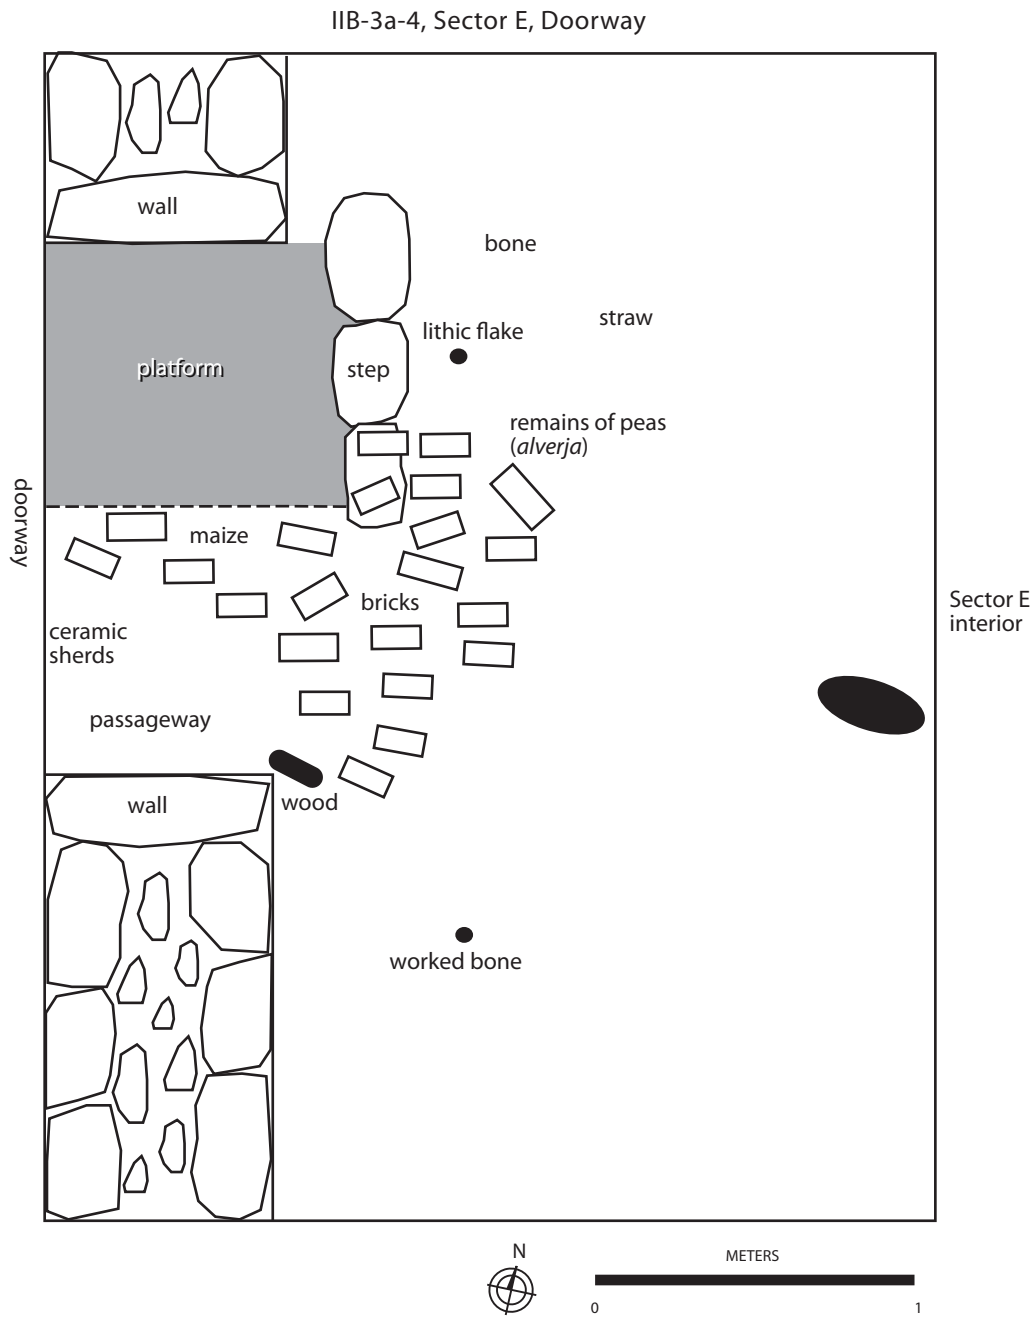 IIB-3a-4, Sector E, Doorway
wall
bone
straw
lithic flake
platform
step
remains of peas
(alverja)
doorway
maize
bricks
Sector E
interior
ceramic
sherds
passageway
wood
wall
worked bone
N
METERS
0
1